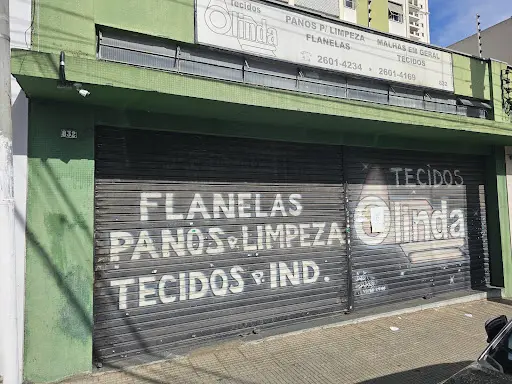 Tecidos
Olinda
PANOS P/ LIMPEZA
FLANELAS
MALHAS EM GERAL
TECIDOS
2601-4234 • 2601-4169
FLANELAS
PANOS P. LIMPEZA
TECIDOS P. IND.
TECIDOS
Olinda